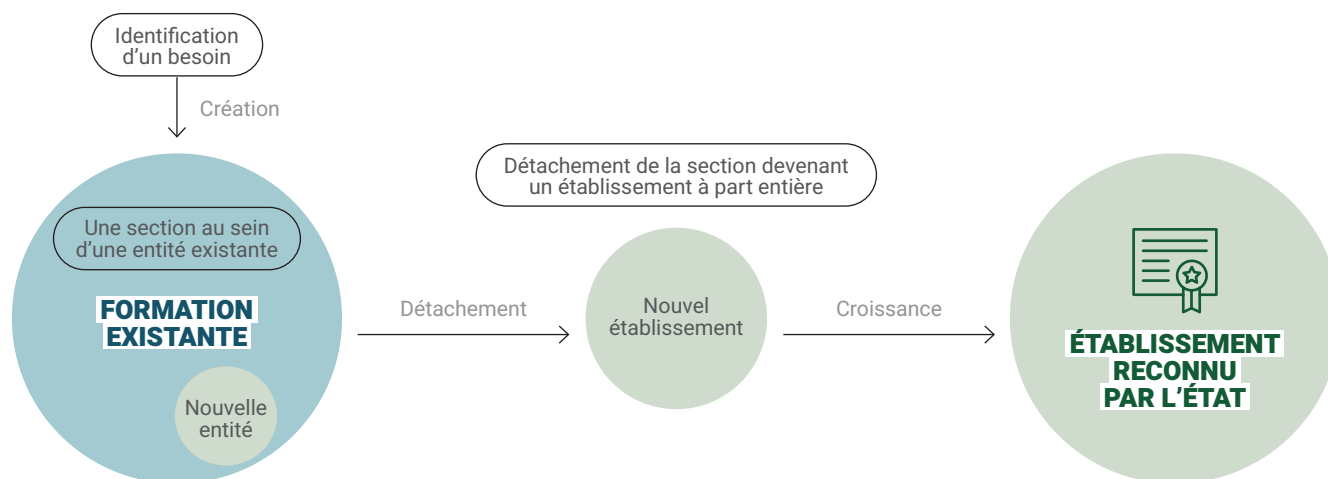 Identification
d’un besoin
Création
Une section au sein
d’une entité existante
FORMATION
EXISTANTE
Nouvelle
entité
Détachement
Détachement de la section devenant
un établissement à part entière
Nouvel
établissement
Croissance
ÉTABLISSEMENT
RECONNU
PAR L’ÉTAT